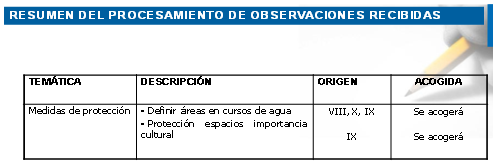 RESUMEN DEL PROCESAMIENTO DE OBSERVACIONES RECIBIDAS
TEMÁTICA DESCRIPCIÓN ORIGEN ACOGIDA
Medidas de protección • Definir áreas en cursos de agua VIII, X, IX Se acogerá
• Protección espacios importancia
cultural IX Se acogerá